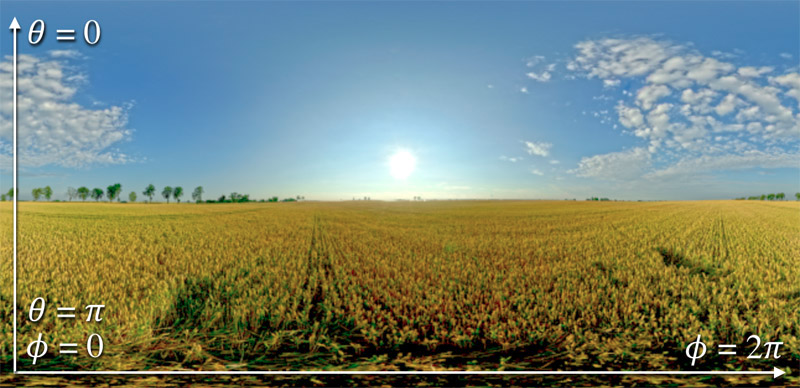 θ = 0
θ = π
ϕ = 0
ϕ = 2π